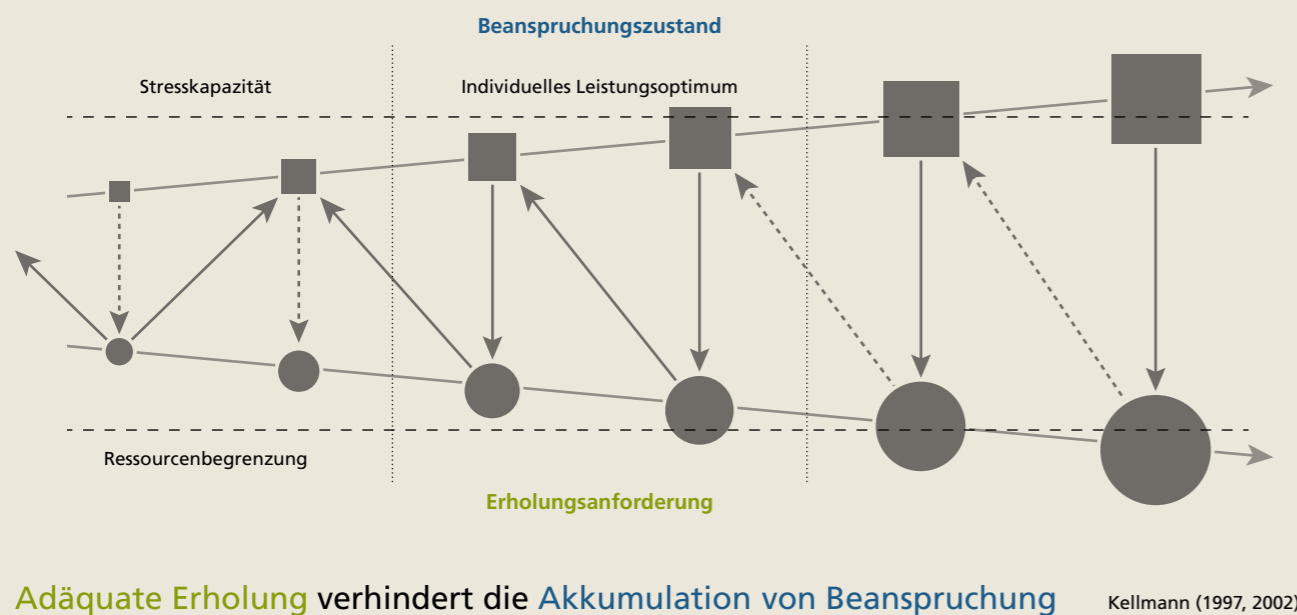 Beanspruchungszustand
Stresskapazität
Individuelles Leistungsoptimum
Ressourcenbegrenzung
Erholungsanforderung
Adäquate Erholung verhindert die Akkumulation von Beanspruchung
Kellmann (1997, 2002)